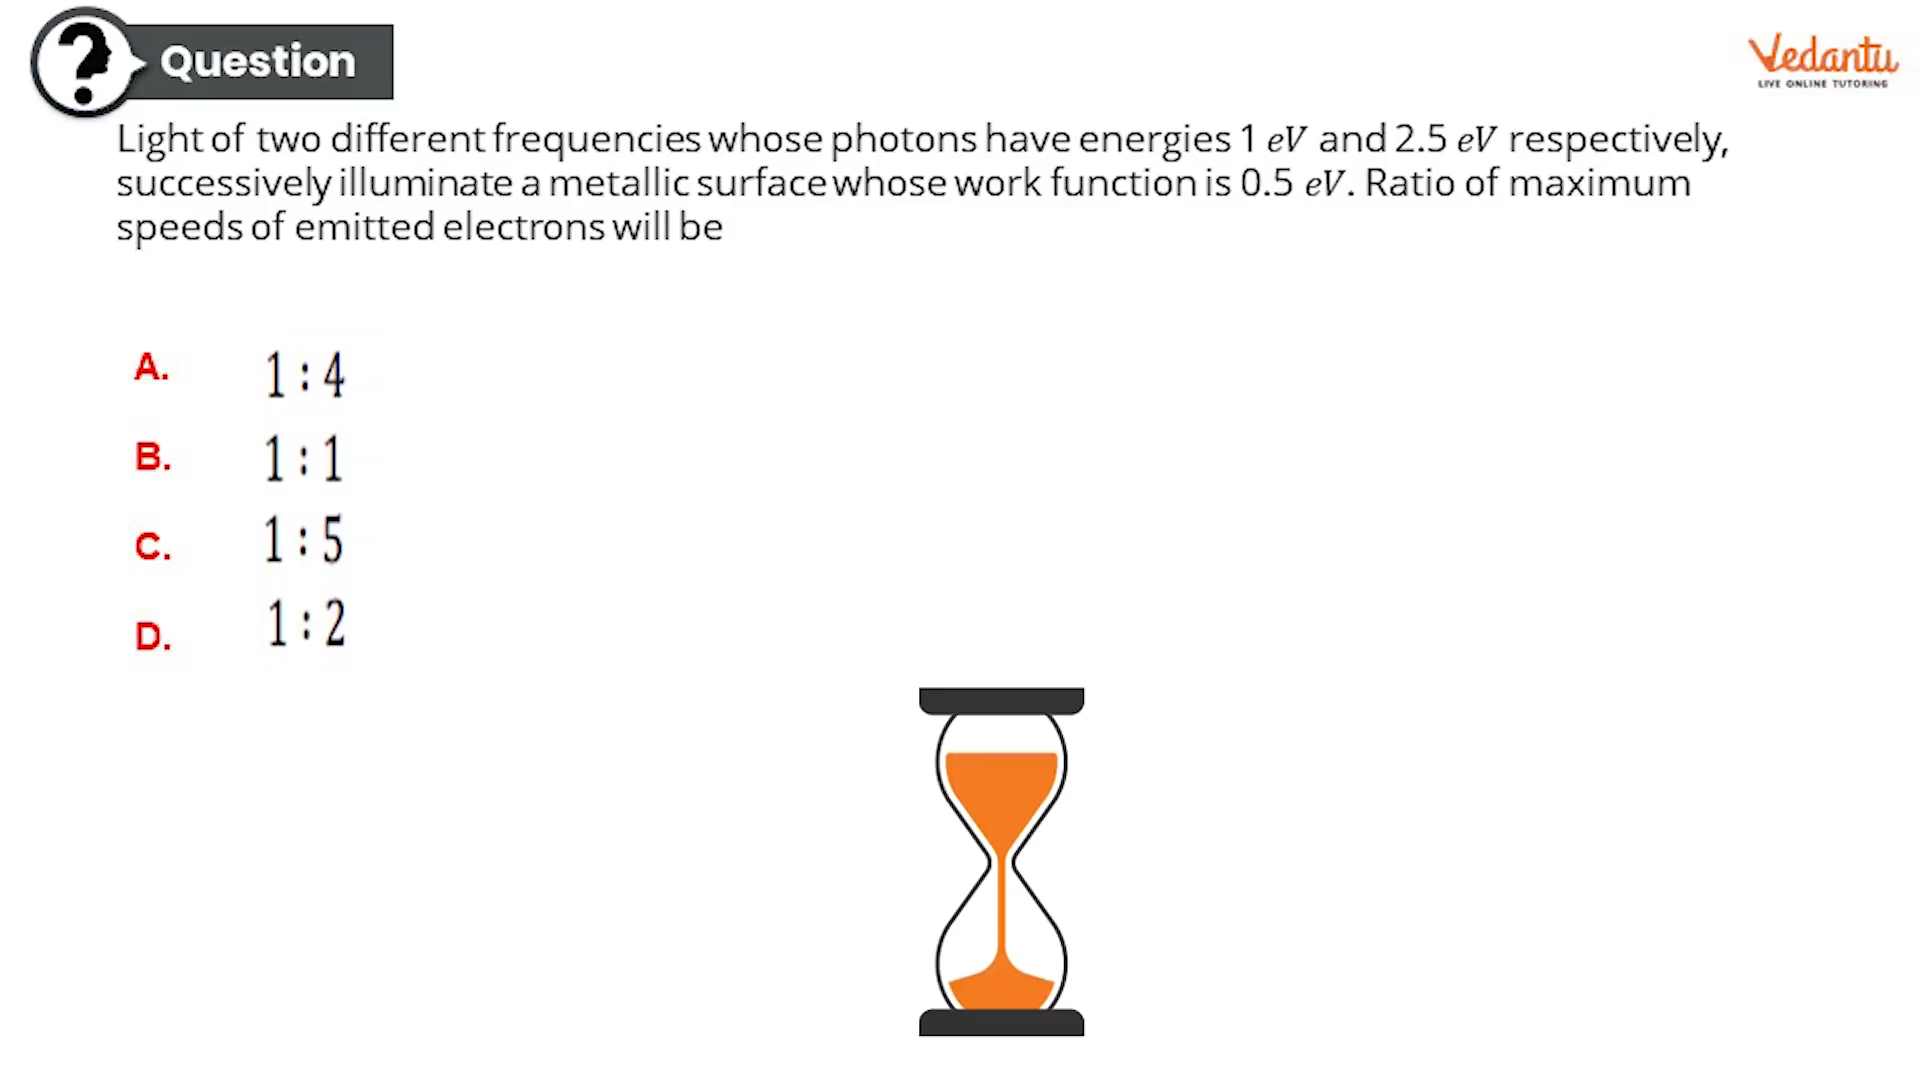 Question
Vedantu
LIVE ONLINE TUTORING
Light of two different frequencies whose photons have energies 1 eV and 2.5 eV respectively,
successively illuminate a metallic surface whose work function is 0.5 eV. Ratio of maximum
speeds of emitted electrons will be
A. 1 : 4
B. 1 : 1
C. 1 : 5
D. 1 : 2